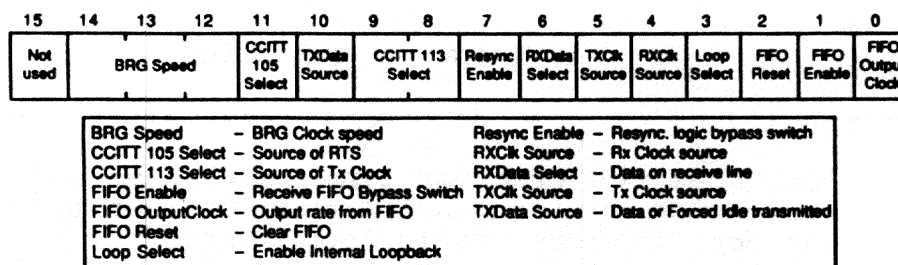 15 14 13 12 11 10 9 8 7 6 5 4 3 2 1 0
Not used BRG Speed CCITT 105 Select TXData Source CCITT 113 Select Resync Enable RXData Select TXClk Source RXClk Source Loop Select FIFO Reset FIFO Enable FIFO Output Clock
BRG Speed – BRG Clock speed Resync Enable – Resync. logic bypass switch
CCITT 105 Select – Source of RTS RXClk Source – Rx Clock source
CCITT 113 Select – Source of Tx Clock RXData Select – Data on receive line
FIFO Enable – Receive FIFO Bypass Switch TXClk Source – Tx Clock source
FIFO OutputClock – Output rate from FIFO TXData Source – Data or Forced Idle transmitted
FIFO Reset – Clear FIFO
Loop Select – Enable Internal Loopback